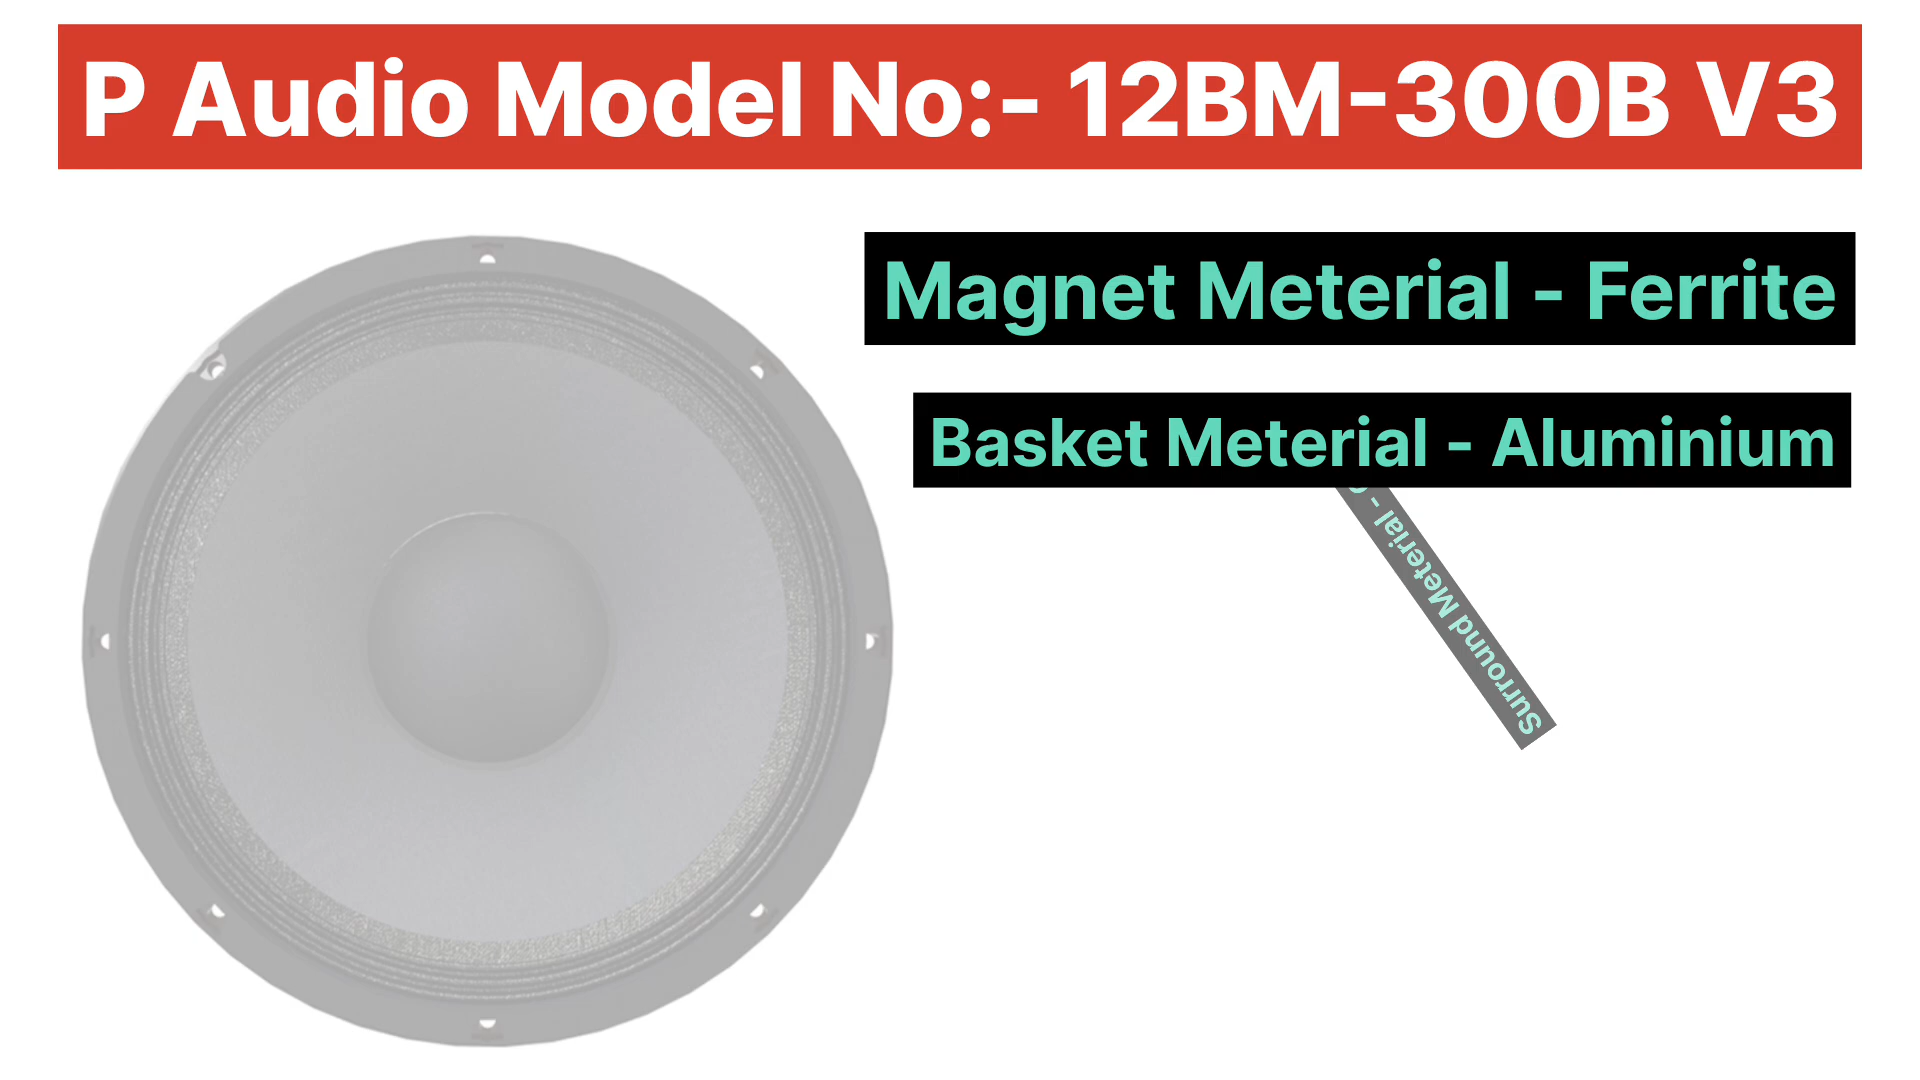 P Audio Model No:- 12BM-300B V3
Magnet Meterial - Ferrite
Basket Meterial - Aluminium
Surround Meterial -